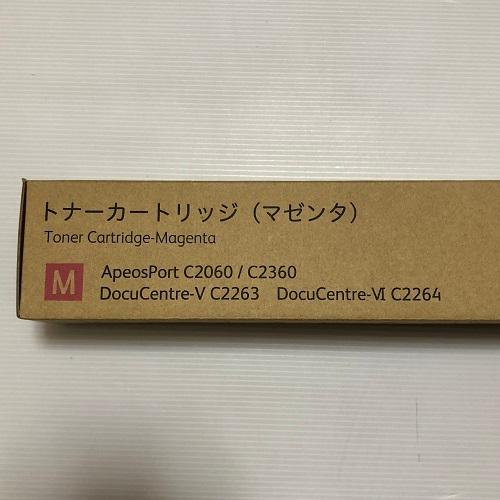 トナーカートリッジ（マゼンタ）
Toner Cartridge-Magenta
M
ApeosPort C2060 / C2360
DocuCentre-V C2263 DocuCentre-Ⅵ C2264